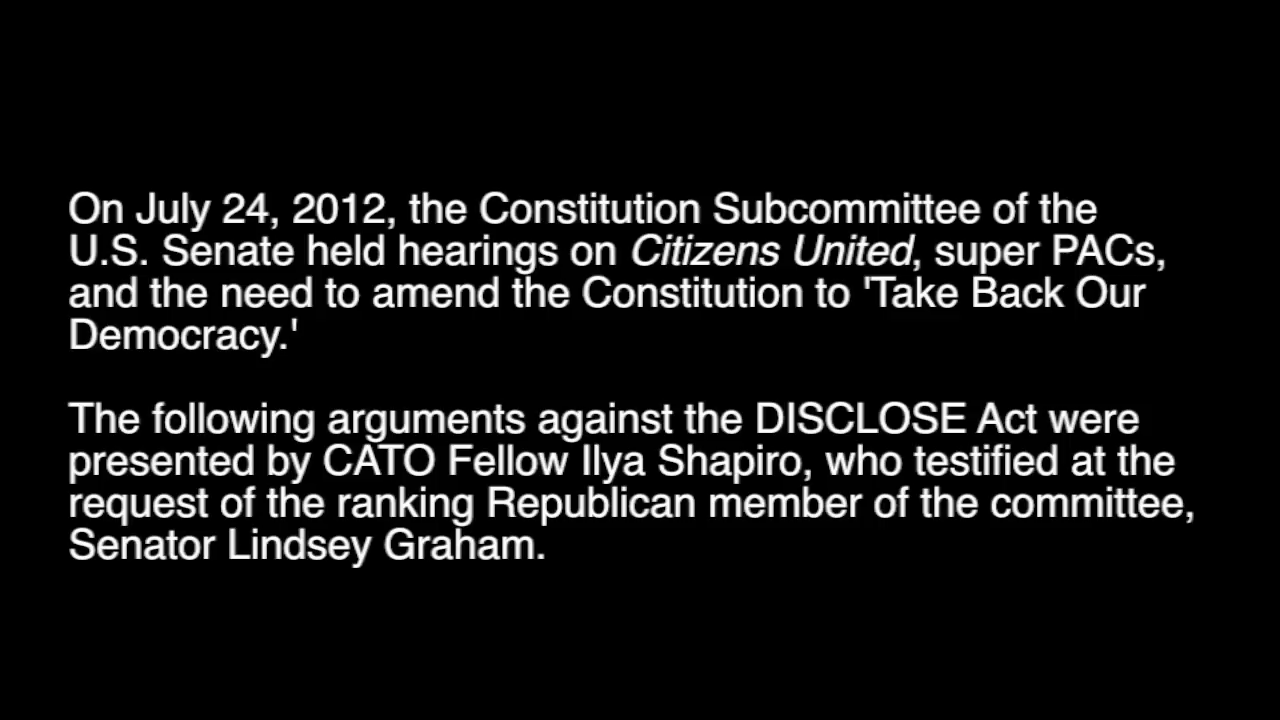 On July 24, 2012, the Constitution Subcommittee of the
U.S. Senate held hearings on Citizens United, super PACs,
and the need to amend the Constitution to 'Take Back Our
Democracy.'
The following arguments against the DISCLOSE Act were
presented by CATO Fellow Ilya Shapiro, who testified at the
request of the ranking Republican member of the committee,
Senator Lindsey Graham.